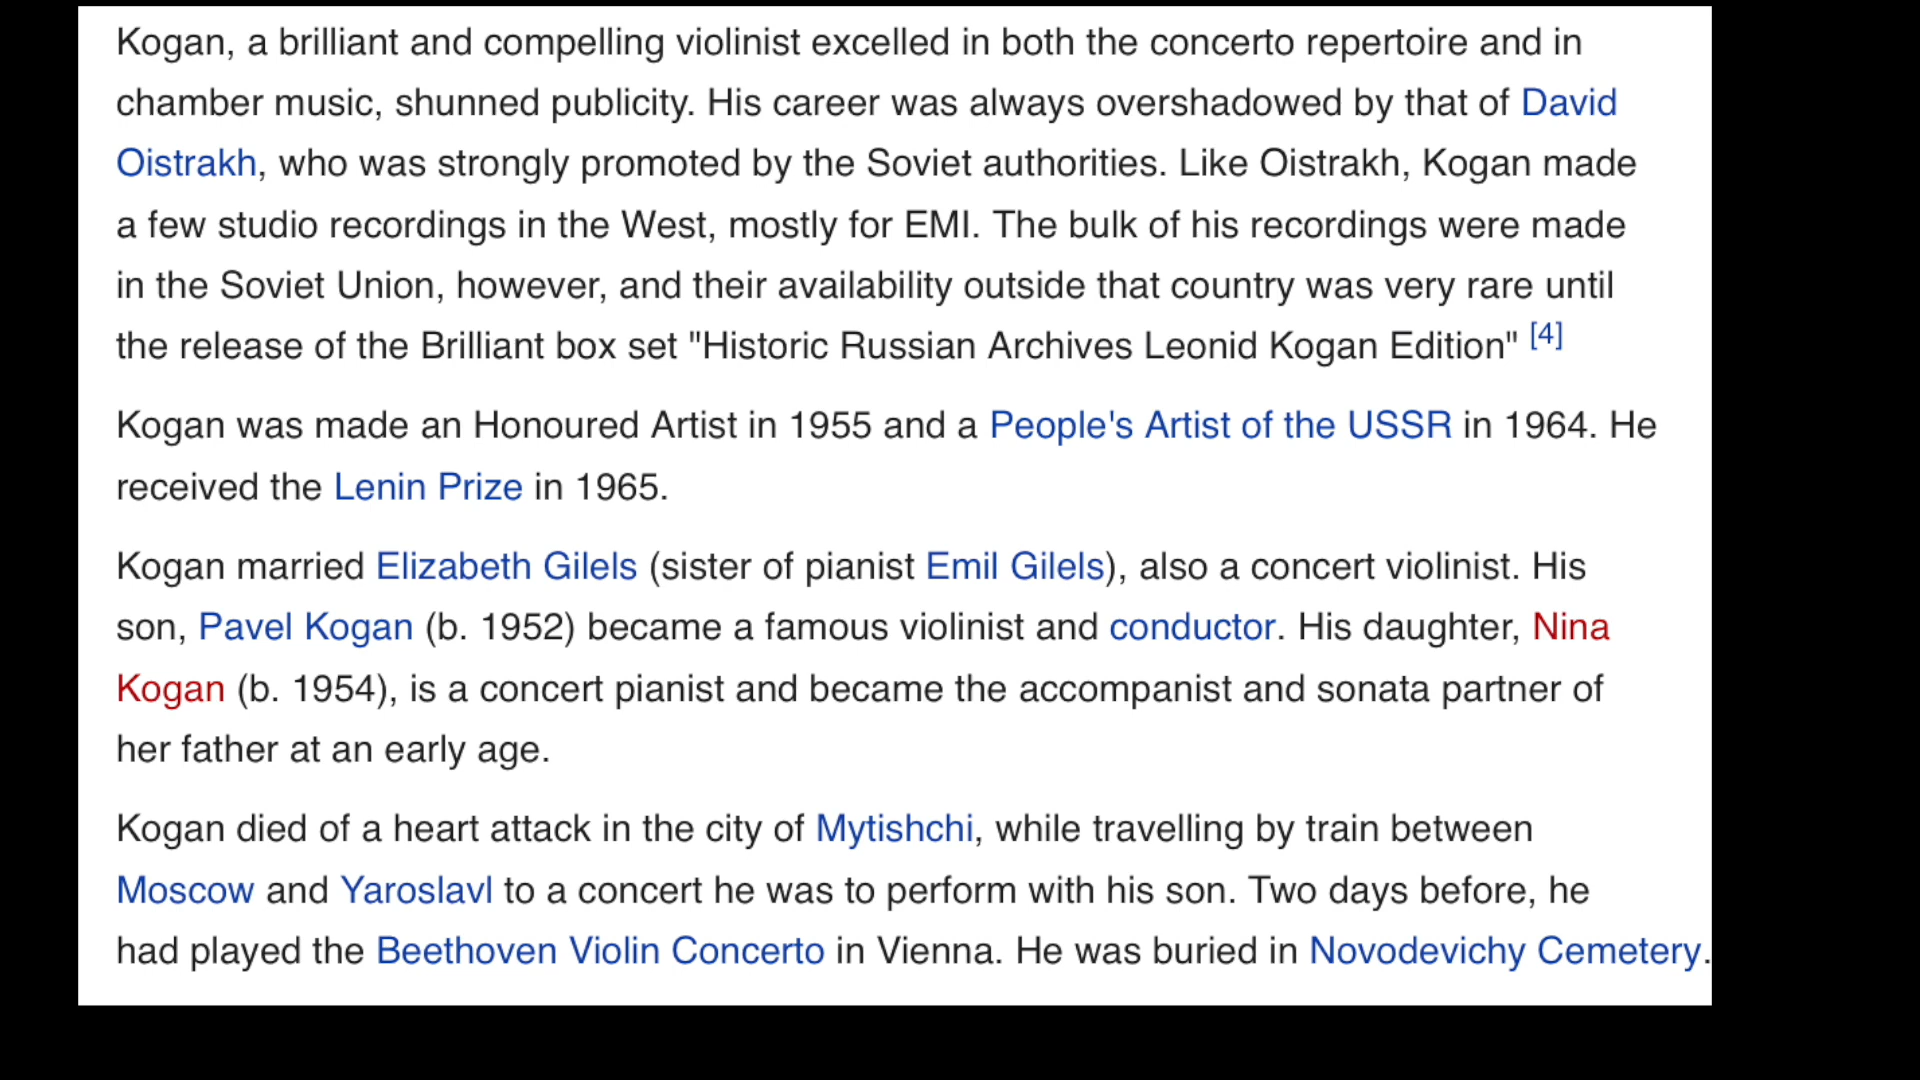 Kogan, a brilliant and compelling violinist excelled in both the concerto repertoire and in
chamber music, shunned publicity. His career was always overshadowed by that of David
Oistrakh, who was strongly promoted by the Soviet authorities. Like Oistrakh, Kogan made
a few studio recordings in the West, mostly for EMI. The bulk of his recordings were made
in the Soviet Union, however, and their availability outside that country was very rare until
the release of the Brilliant box set "Historic Russian Archives Leonid Kogan Edition" [4]
Kogan was made an Honoured Artist in 1955 and a People's Artist of the USSR in 1964. He
received the Lenin Prize in 1965.
Kogan married Elizabeth Gilels (sister of pianist Emil Gilels), also a concert violinist. His
son, Pavel Kogan (b. 1952) became a famous violinist and conductor. His daughter, Nina
Kogan (b. 1954), is a concert pianist and became the accompanist and sonata partner of
her father at an early age.
Kogan died of a heart attack in the city of Mytishchi, while travelling by train between
Moscow and Yaroslavl to a concert he was to perform with his son. Two days before, he
had played the Beethoven Violin Concerto in Vienna. He was buried in Novodevichy Cemetery.